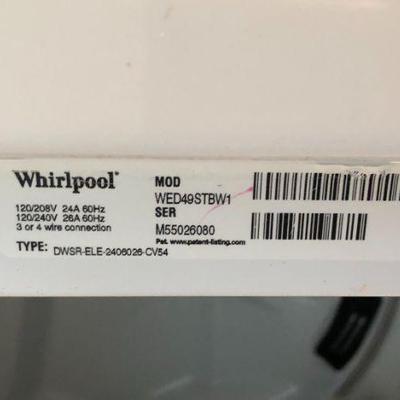 Whirlpool®
120/208V 24A 60Hz
120/240V 26A 60Hz
3 or 4 wire connection
TYPE: DWSR-ELE-2406026-CV54
MOD
WED49STBW1
SER
M55026080
Pat. www.patent-listing.com